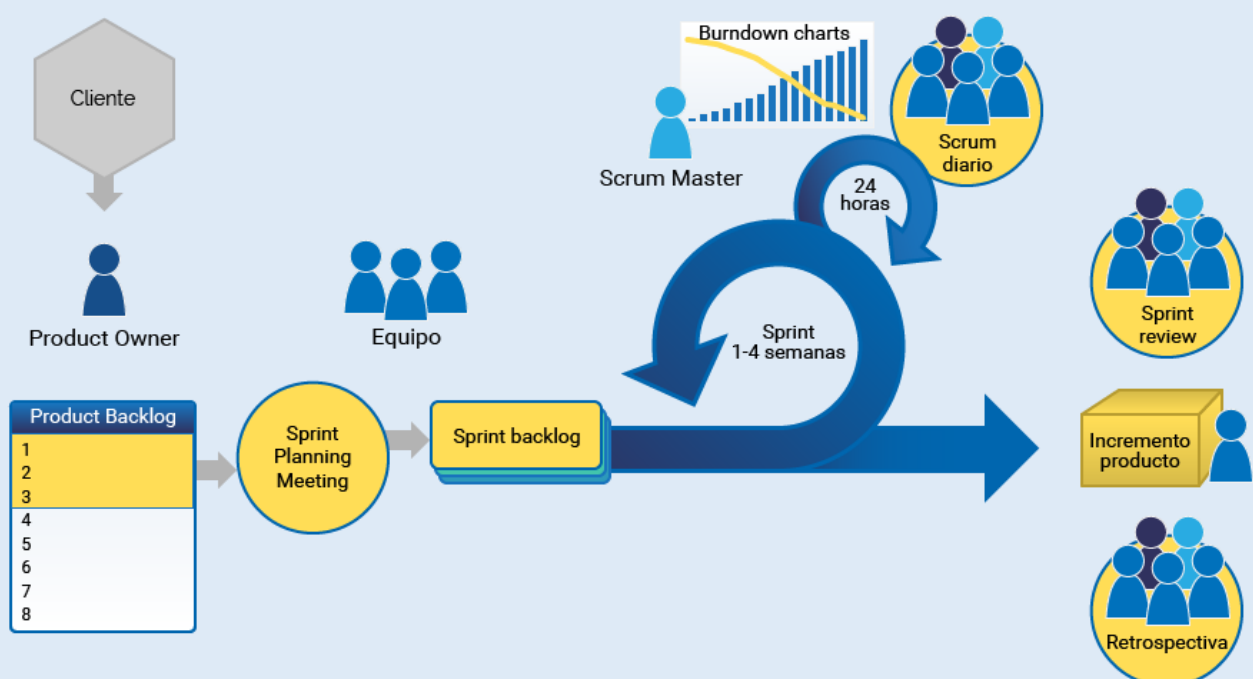 Cliente
Product Owner
Equipo
Burndown charts
Scrum Master
Scrum
diario
24
horas
Sprint
1-4 semanas
Sprint
review
Product Backlog
1
2
3
4
5
6
7
8
Sprint
Planning
Meeting
Sprint backlog
Incremento
producto
Retrospectiva